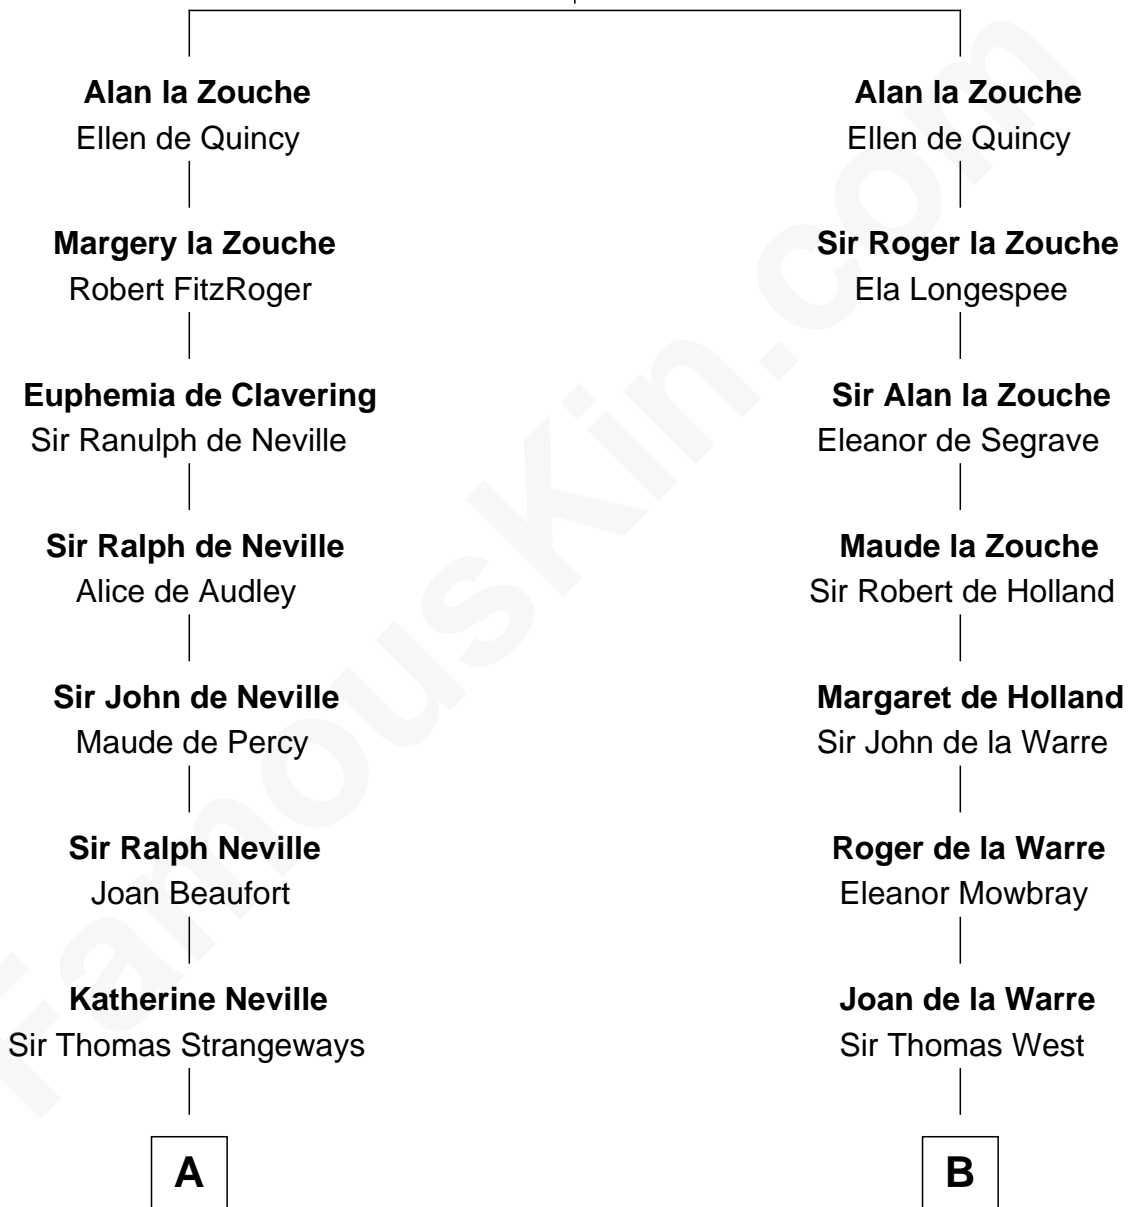 Alan la Zouche
Ellen de Quincy
Margery la Zouche
Robert FitzRoger
Euphemia de Clavering
Sir Ranulph de Neville
Sir Ralph de Neville
Alice de Audley
Sir John de Neville
Maude de Percy
Sir Ralph Neville
Joan Beaufort
Katherine Neville
Sir Thomas Strangeways
A
Alan la Zouche
Ellen de Quincy
Sir Roger la Zouche
Ela Longespee
Sir Alan la Zouche
Eleanor de Segrave
Maude la Zouche
Sir Robert de Holland
Margaret de Holland
Sir John de la Warre
Roger de la Warre
Eleanor Mowbray
Joan de la Warre
Sir Thomas West
B
FamousKin.com